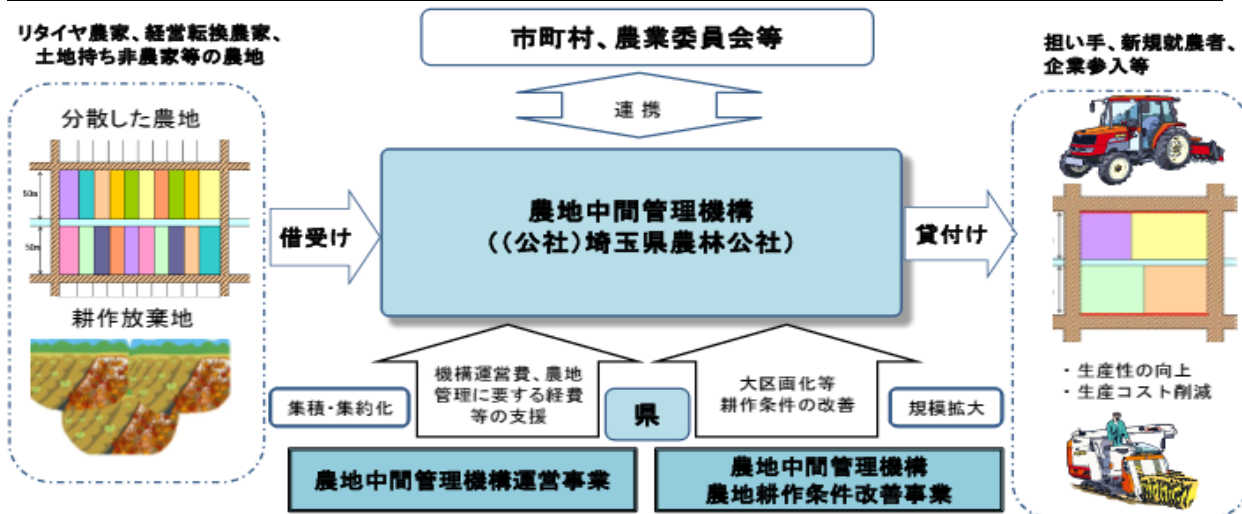 リタイヤ農家、経営転換農家、
土地持ち非農家等の農地
分散した農地
50m
50m
耕作放棄地
借受け
市町村、農業委員会等
連 携
農地中間管理機構
((公社)埼玉県農林公社)
集積・集約化
機構運営費、農地
管理に要する経費
等の支援
県
大区画化等
耕作条件の改善
規模拡大
農地中間管理機構運営事業
農地中間管理機構
農地耕作条件改善事業
貸付け
担い手、新規就農者、
企業参入等
・生産性の向上
・生産コスト削減